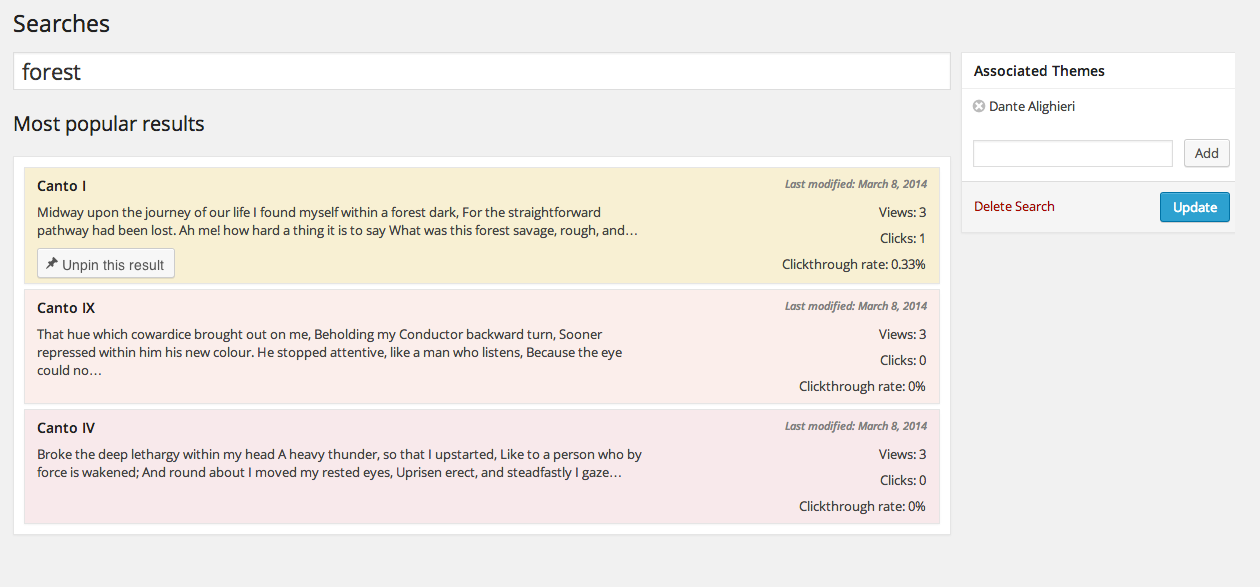 Searches
forest
Most popular results
Canto I
Last modified: March 8, 2014
Midway upon the journey of our life I found myself within a forest dark, For the straightforward
pathway had been lost. Ah me! how hard a thing it is to say What was this forest savage, rough, and…
Views: 3
Clicks: 1
Clickthrough rate: 0.33%
Unpin this result
Canto IX
Last modified: March 8, 2014
That hue which cowardice brought out on me, Beholding my Conductor backward turn, Sooner
repressed within him his new colour. He stopped attentive, like a man who listens, Because the eye
could no…
Views: 3
Clicks: 0
Clickthrough rate: 0%
Canto IV
Last modified: March 8, 2014
Broke the deep lethargy within my head A heavy thunder, so that I upstarted, Like to a person who by
force is wakened; And round about I moved my rested eyes, Uprisen erect, and steadfastly I gaze…
Views: 3
Clicks: 0
Clickthrough rate: 0%
Associated Themes
Dante Alighieri
Add
Delete Search
Update